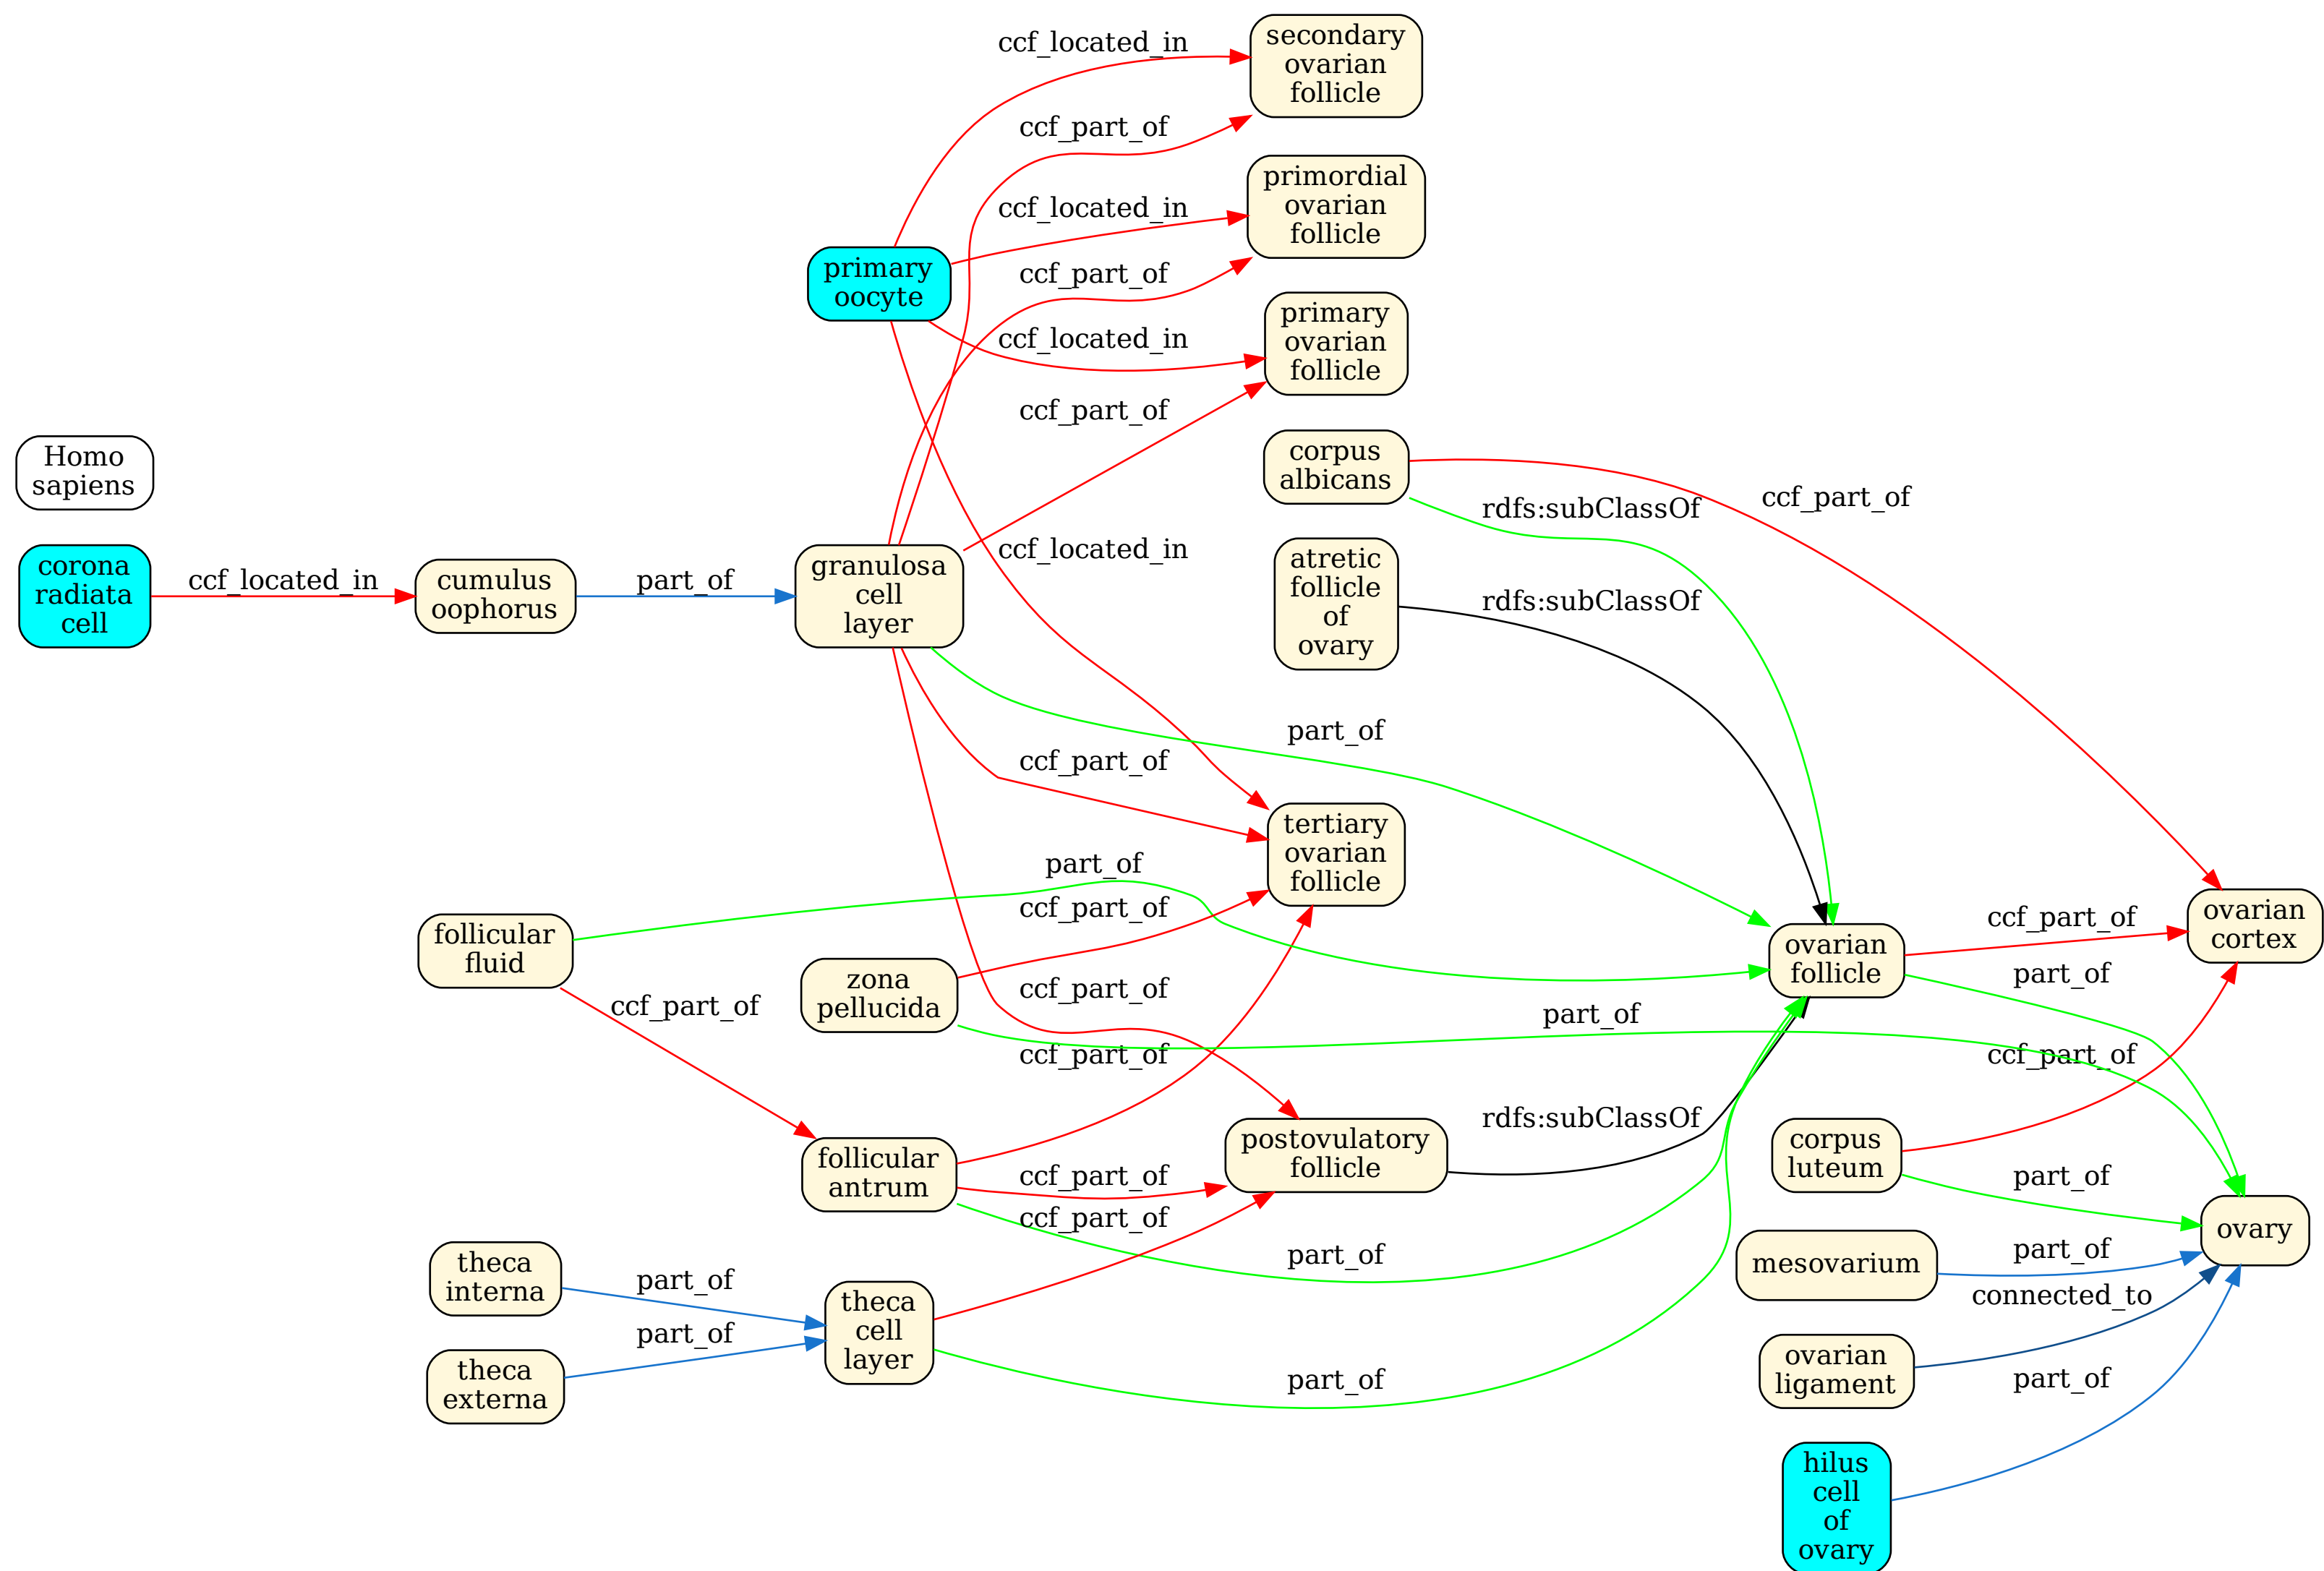 ccf_located_in
secondary
ovarian
follicle
ccf_part_of
primordial
ovarian
follicle
ccf_located_in
primary
oocyte
ccf_part_of
primary
ovarian
follicle
ccf_located_in
ccf_part_of
corpus
albicans
Homo
sapiens
rdfs:subClassOf
ccf_part_of
corona
radiata
cell
ccf_located_in
cumulus
oophorus
part_of
granulosa
cell
layer
ccf_located_in
atretic
follicle
of
ovary
rdfs:subClassOf
part_of
ccf_part_of
tertiary
ovarian
follicle
part_of
ccf_part_of
follicular
fluid
ccf_part_of
zona
pellucida
ccf_part_of
ovarian
follicle
ccf_part_of
ovarian
cortex
part_of
part_of
ccf_part_of
ccf_part_of
follicular
antrum
ccf_part_of
ccf_part_of
postovulatory
follicle
rdfs:subClassOf
corpus
luteum
part_of
ovary
part_of
theca
interna
part_of
theca
externa
part_of
theca
cell
layer
part_of
mesovarium
part_of
connected_to
ovarian
ligament
part_of
hilus
cell
of
ovary